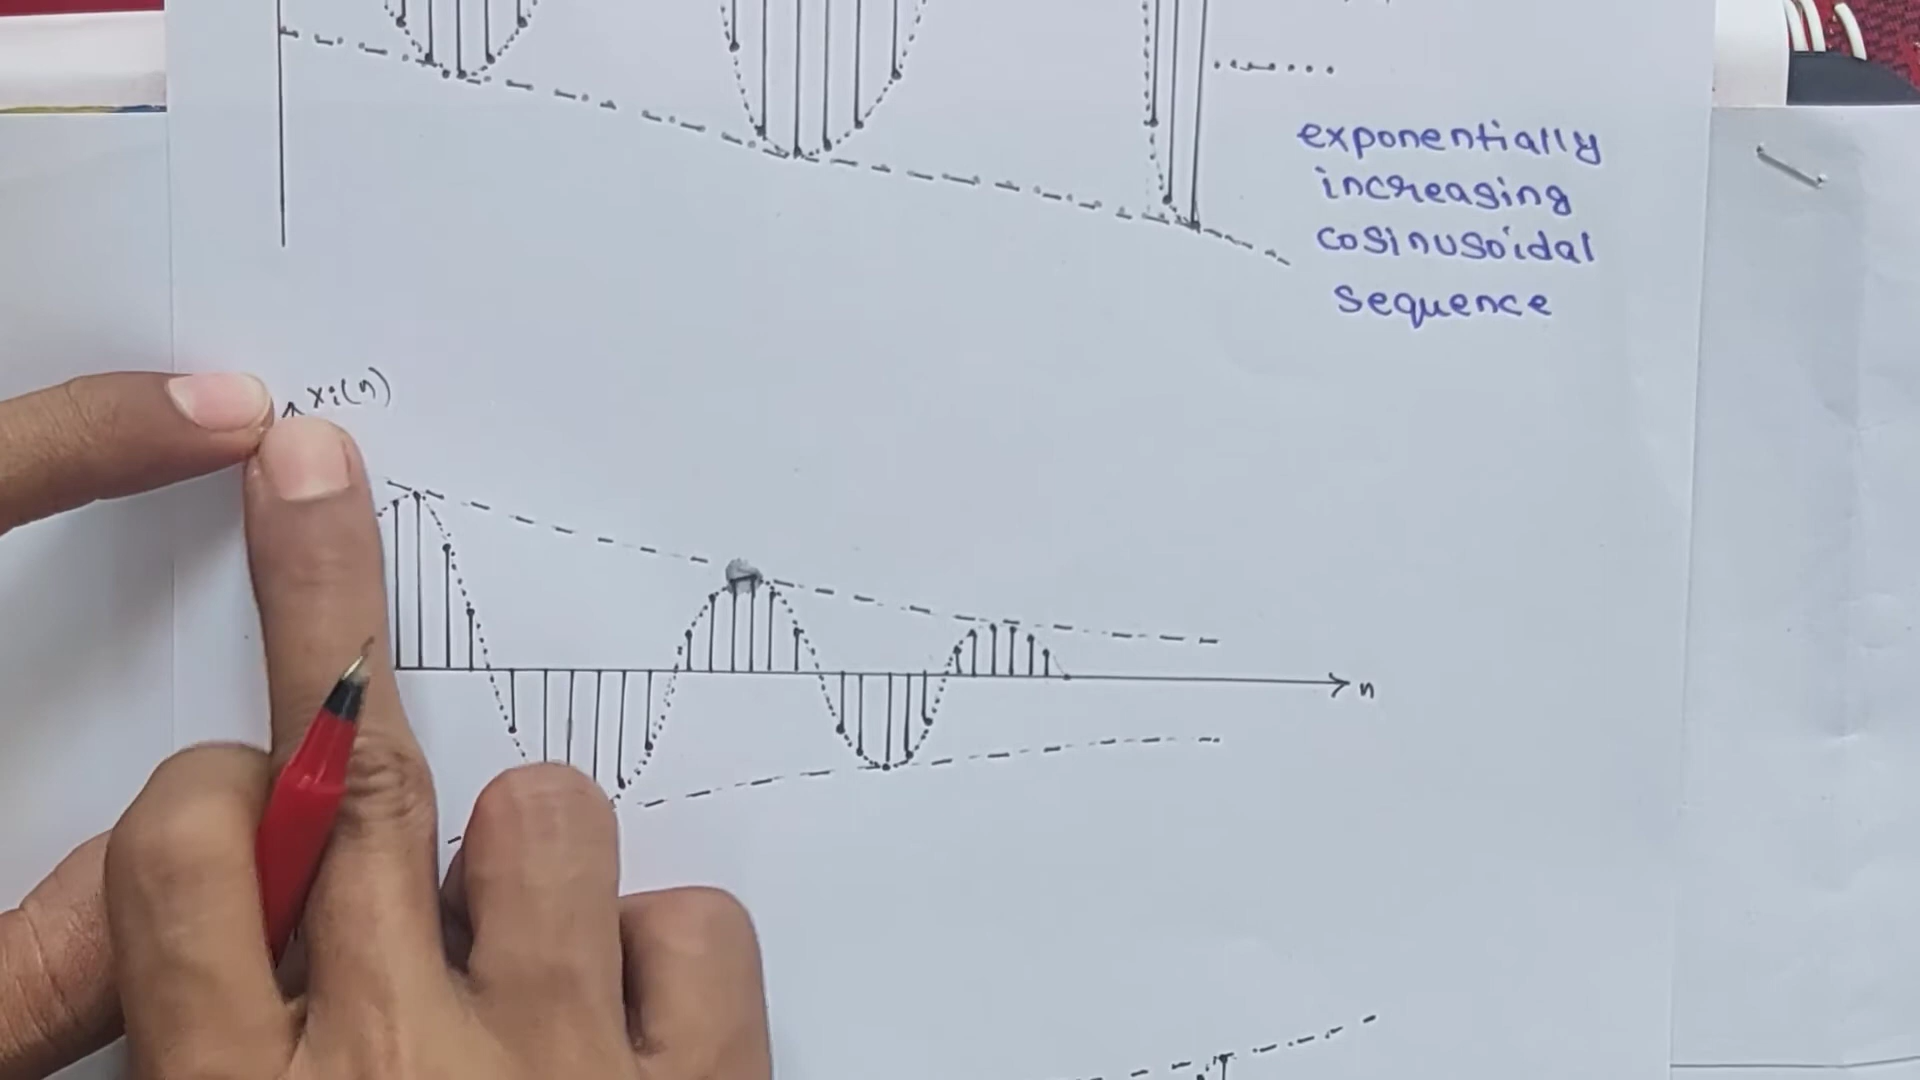 exponentially
increasing
cosinusoidal
sequence
xi(n)
n